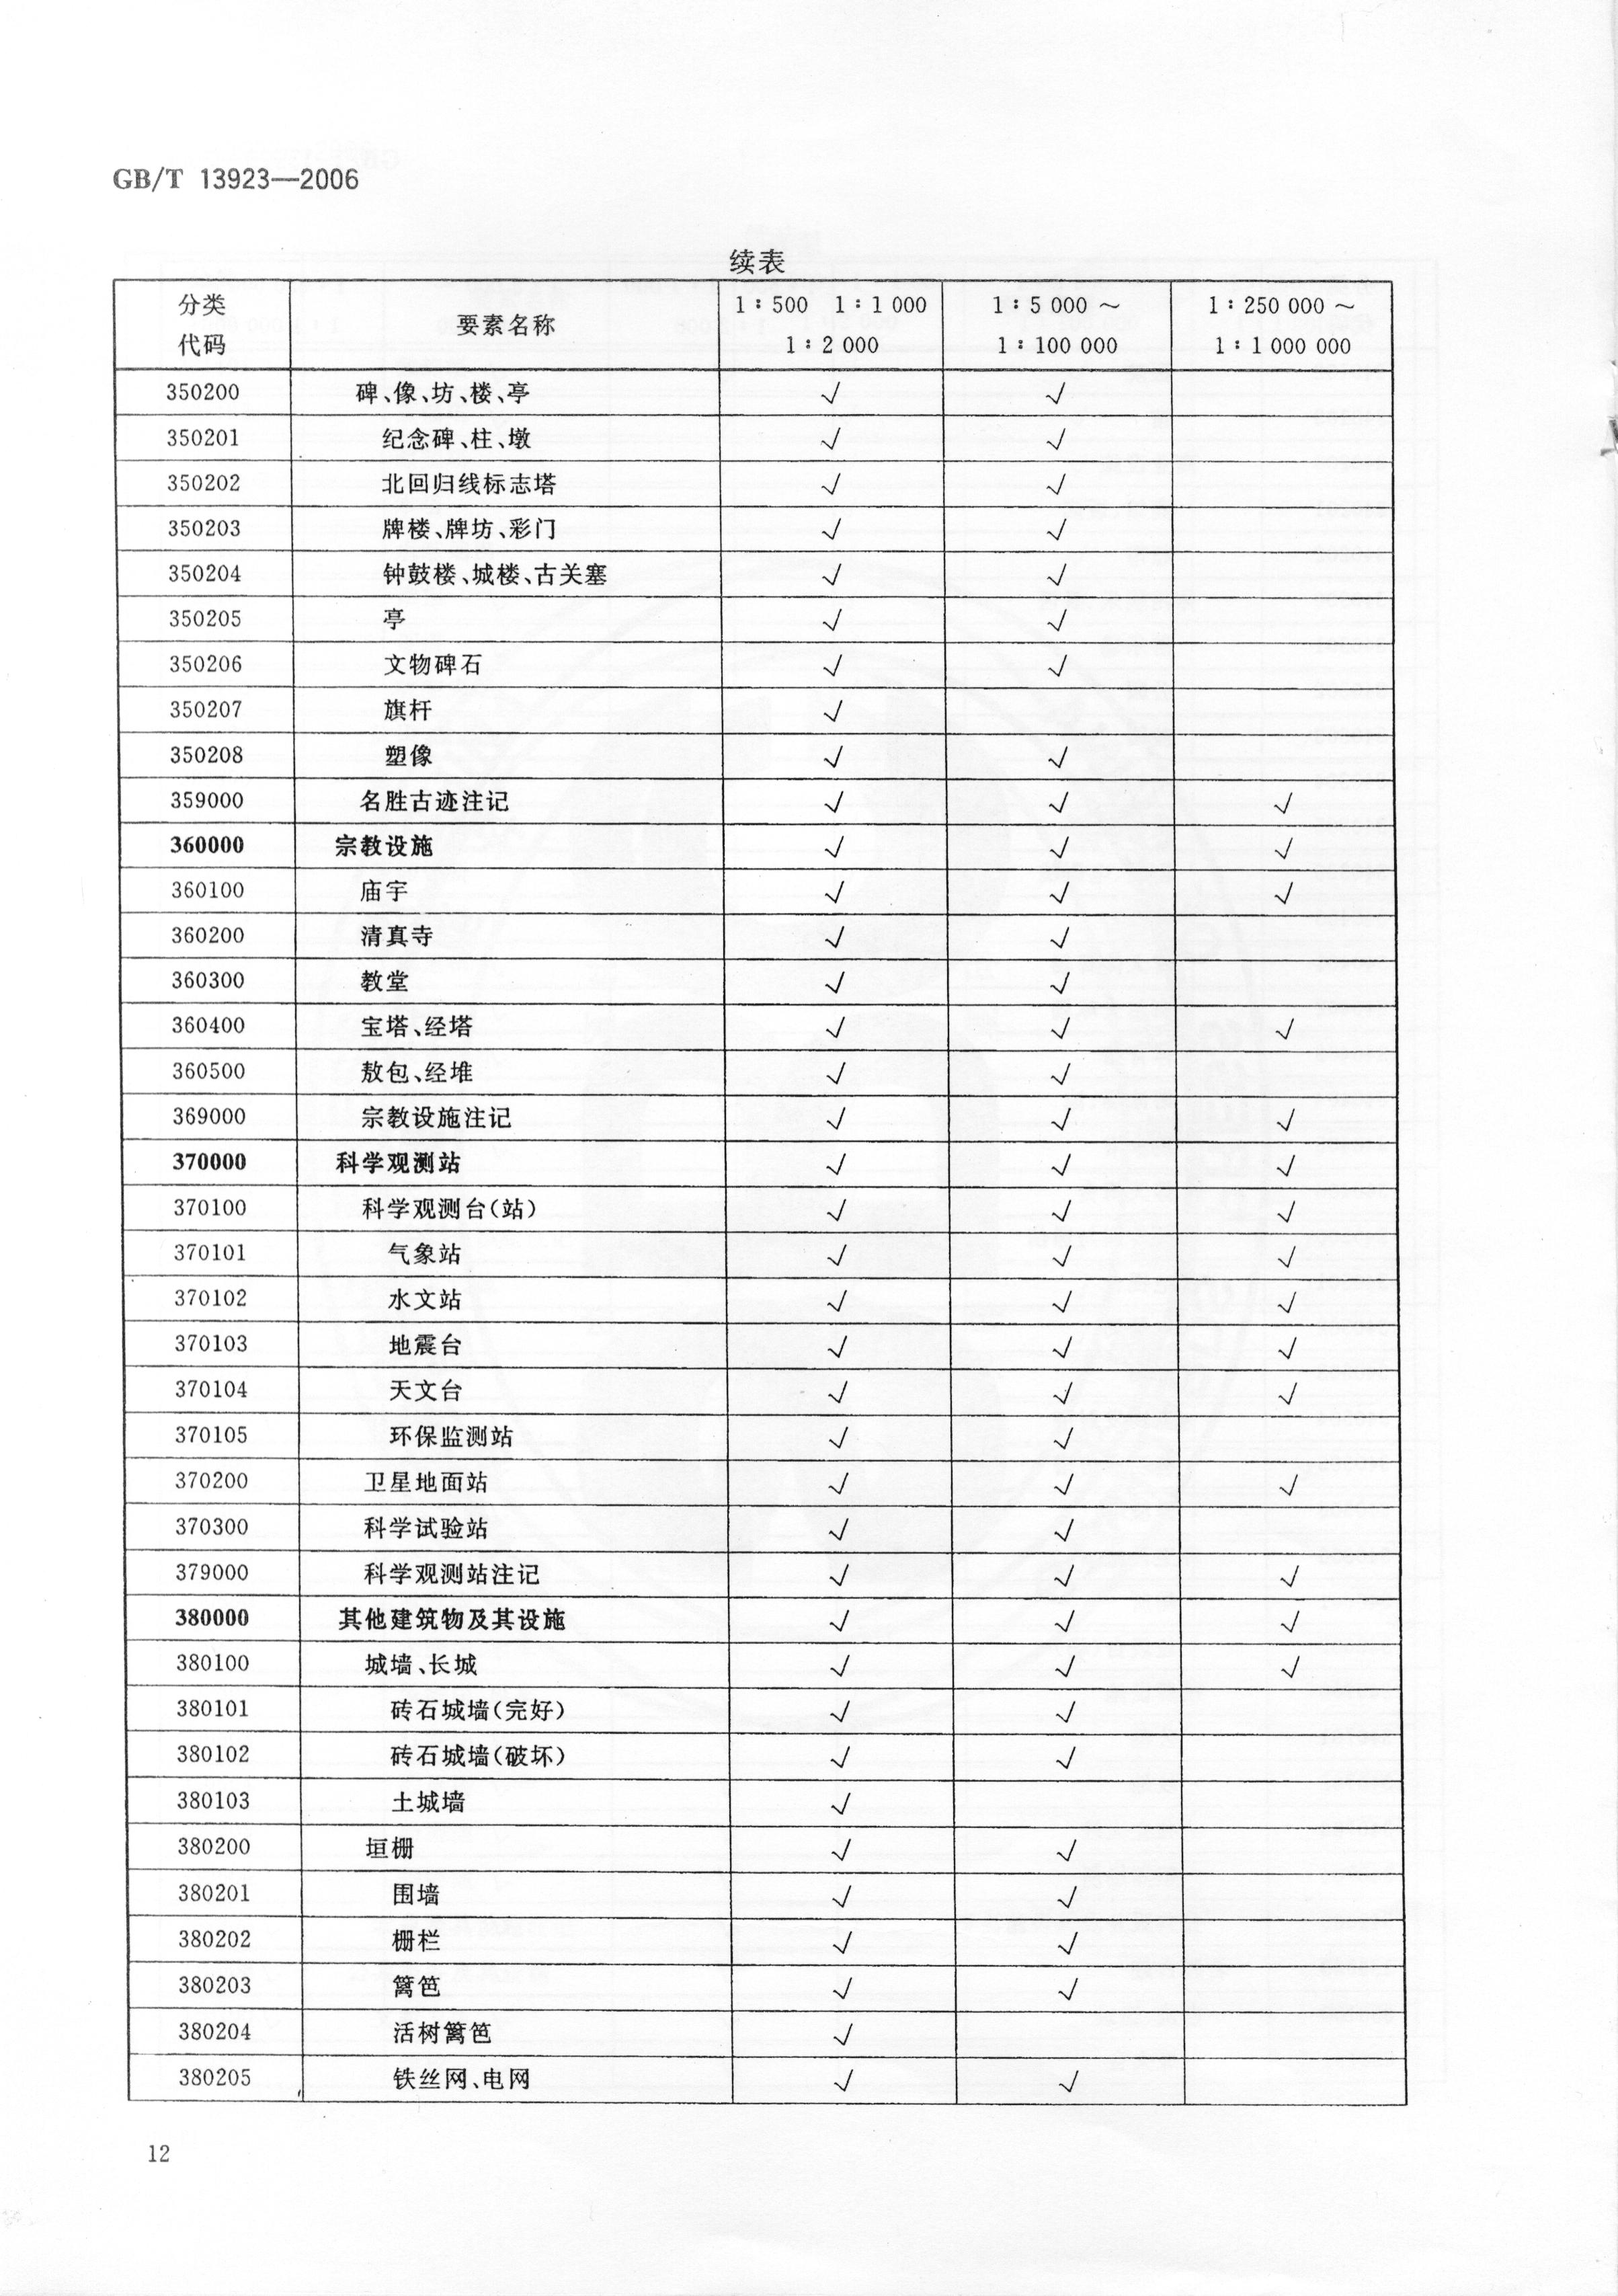 GB/T 13923—2006
续表
分类代码 要素名称 1:500 1:1 000 1:2 000 1:5 000～1:100 000 1:250 000～1:1 000 000
350200 碑、像、坊、楼、亭 √ √
350201 纪念碑、柱、墩 √ √
350202 北回归线标志塔 √ √
350203 牌楼、牌坊、彩门 √ √
350204 钟鼓楼、城楼、古关塞 √ √
350205 亭 √ √
350206 文物碑石 √ √
350207 旗杆 √
350208 塑像 √ √
359000 名胜古迹注记 √ √ √
360000 宗教设施 √ √ √
360100 庙宇 √ √ √
360200 清真寺 √ √
360300 教堂 √ √
360400 宝塔、经塔 √ √ √
360500 敖包、经堆 √ √
369000 宗教设施注记 √ √ √
370000 科学观测站 √ √ √
370100 科学观测台(站) √ √ √
370101 气象站 √ √ √
370102 水文站 √ √ √
370103 地震台 √ √ √
370104 天文台 √ √ √
370105 环保监测站 √ √
370200 卫星地面站 √ √ √
370300 科学试验站 √ √
379000 科学观测站注记 √ √ √
380000 其他建筑物及其设施 √ √ √
380100 城墙、长城 √ √ √
380101 砖石城墙(完好) √ √
380102 砖石城墙(破坏) √ √
380103 土城墙 √
380200 垣栅 √ √
380201 围墙 √ √
380202 栅栏 √ √
380203 篱笆 √ √
380204 活树篱笆 √
380205 铁丝网、电网 √ √
12